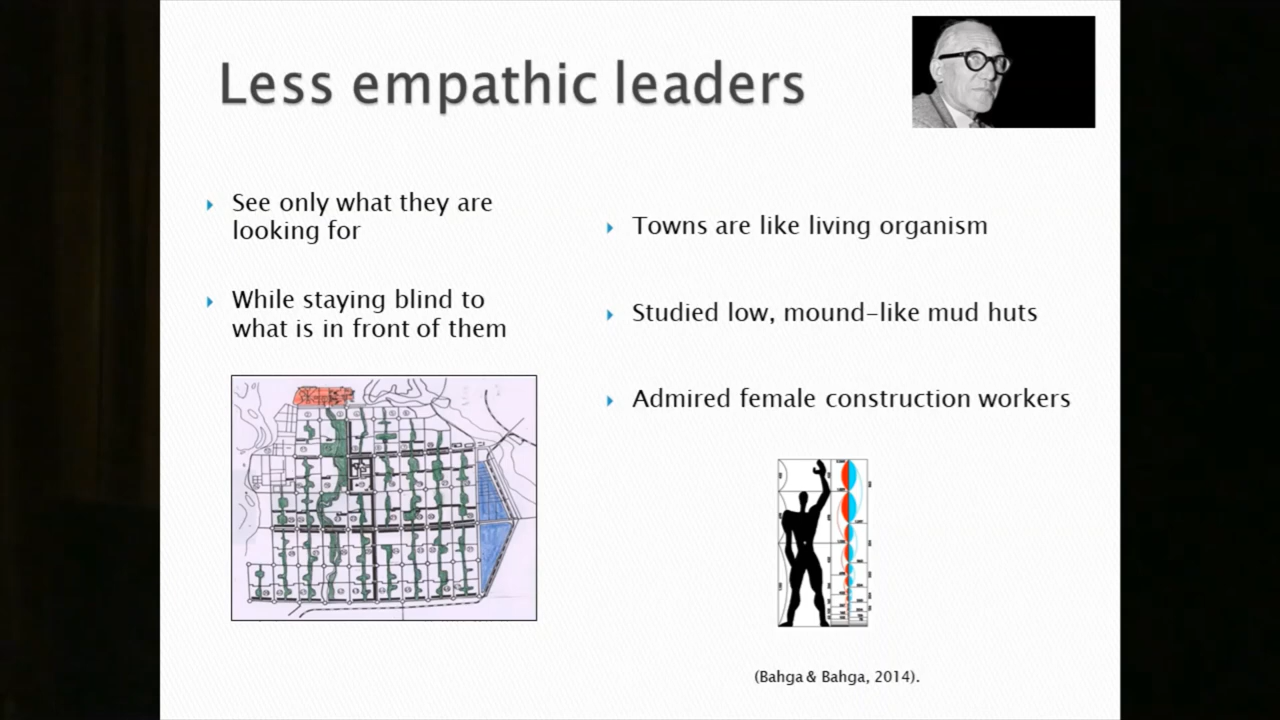 Less empathic leaders
See only what they are
looking for
While staying blind to
what is in front of them
Towns are like living organism
Studied low, mound-like mud huts
Admired female construction workers
(Bahga & Bahga, 2014).